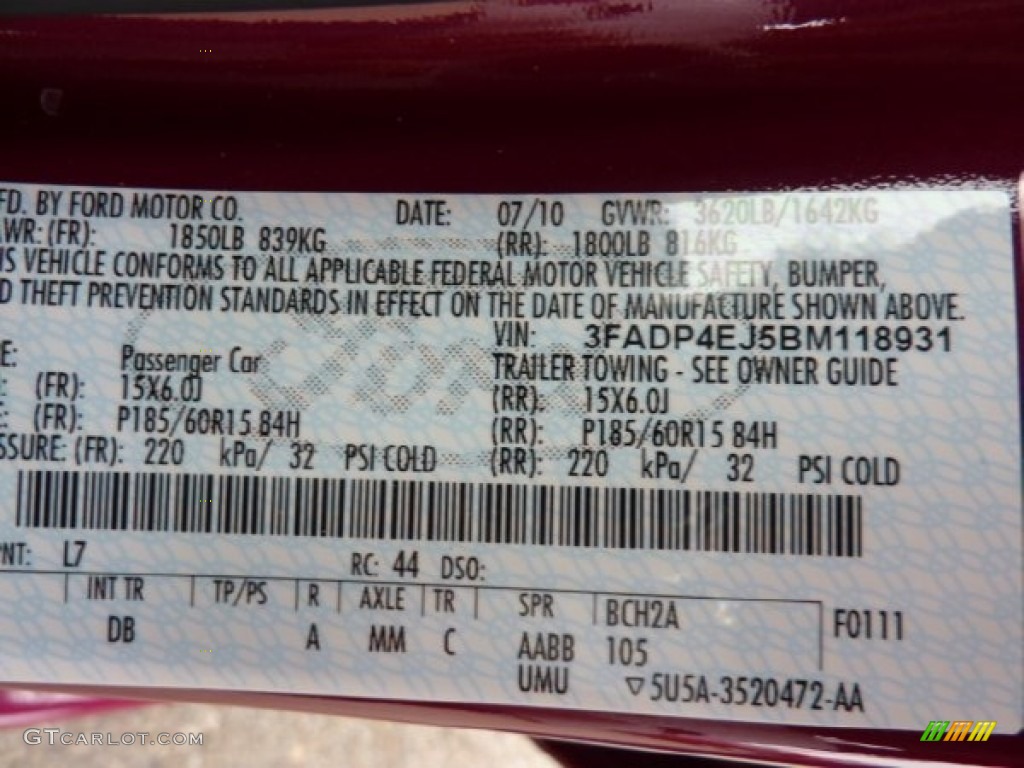 FD. BY FORD MOTOR CO. DATE: 07/10 GVWR: 3620LB/1642KG
AWR: (FR): 1850LB 839KG (RR): 1800LB 816KG
IS VEHICLE CONFORMS TO ALL APPLICABLE FEDERAL MOTOR VEHICLE SAFETY, BUMPER,
D THEFT PREVENTION STANDARDS IN EFFECT ON THE DATE OF MANUFACTURE SHOWN ABOVE.
VIN: 3FADP4EJ5BM118931
E: Passenger Car TRAILER TOWING - SEE OWNER GUIDE
: (FR): 15X6.0J (RR): 15X6.0J
: (FR): P185/60R15 84H (RR): P185/60R15 84H
SSURE: (FR): 220 kPa/ 32 PSI COLD (RR): 220 kPa/ 32 PSI COLD
PNT: L7 RC: 44 DSO:
INT TR TP/PS R AXLE TR SPR BCH2A F0111
DB A MM C AABB 105
UMU ▽5U5A-3520472-AA
GTCARLOT.COM